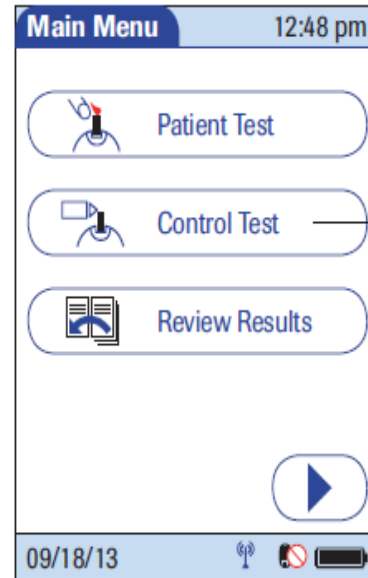 Main Menu 12:48 pm
Patient Test
Control Test
Review Results
09/18/13